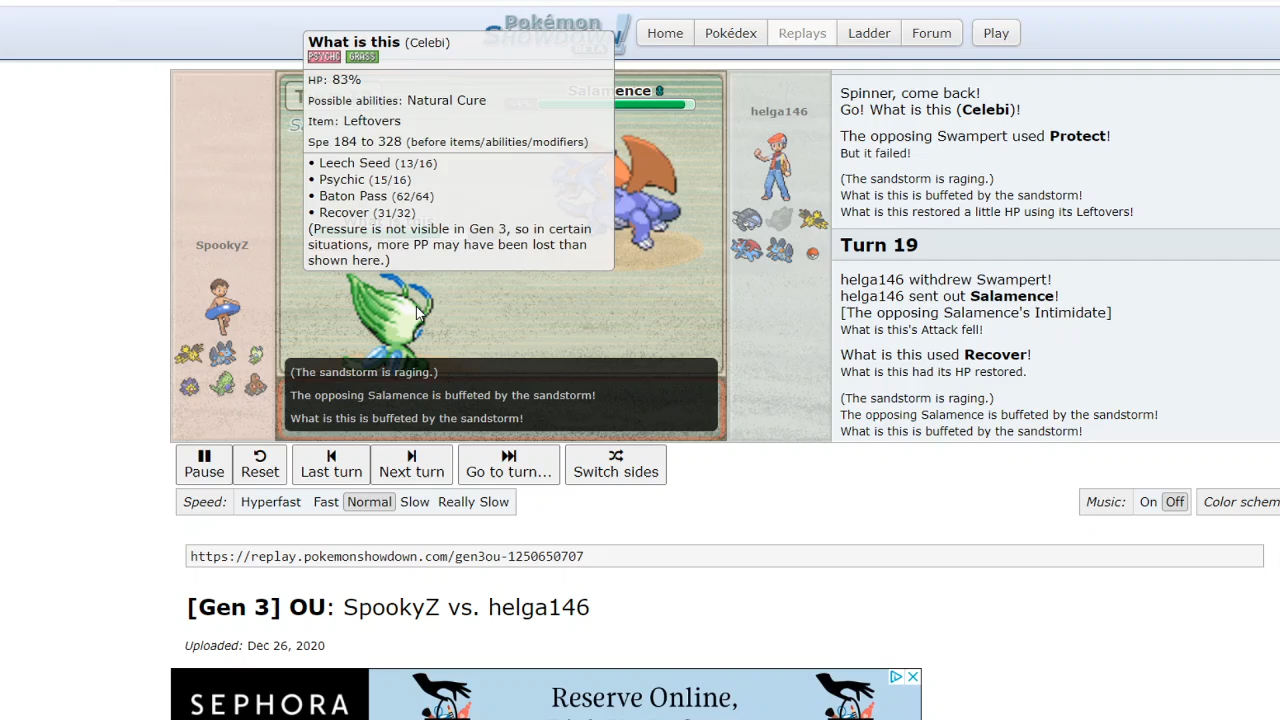 Pokémon
SHOWDOWN!
BETA
Home
Pokédex
Replays
Ladder
Forum
Play
What is this (Celebi)
PSYCHC GRASS
HP: 83%
Possible abilities: Natural Cure
Item: Leftovers
Spe 184 to 328 (before items/abilities/modifiers)
• Leech Seed (13/16)
• Psychic (15/16)
• Baton Pass (62/64)
• Recover (31/32)
(Pressure is not visible in Gen 3, so in certain
situations, more PP may have been lost than
shown here.)
Salamence
SpookyZ
helga146
(The sandstorm is raging.)
The opposing Salamence is buffeted by the sandstorm!
What is this is buffeted by the sandstorm!
Spinner, come back!
Go! What is this (Celebi)!
The opposing Swampert used Protect!
But it failed!
(The sandstorm is raging.)
What is this is buffeted by the sandstorm!
What is this restored a little HP using its Leftovers!
Turn 19
helga146 withdrew Swampert!
helga146 sent out Salamence!
[The opposing Salamence's Intimidate]
What is this's Attack fell!
What is this used Recover!
What is this had its HP restored.
(The sandstorm is raging.)
The opposing Salamence is buffeted by the sandstorm!
What is this is buffeted by the sandstorm!
Pause
Reset
Last turn
Next turn
Go to turn...
Switch sides
Speed: Hyperfast Fast Normal Slow Really Slow
Music: On Off
Color schem
https://replay.pokemonshowdown.com/gen3ou-1250650707
[Gen 3] OU: SpookyZ vs. helga146
Uploaded: Dec 26, 2020
SEPHORA
Reserve Online,